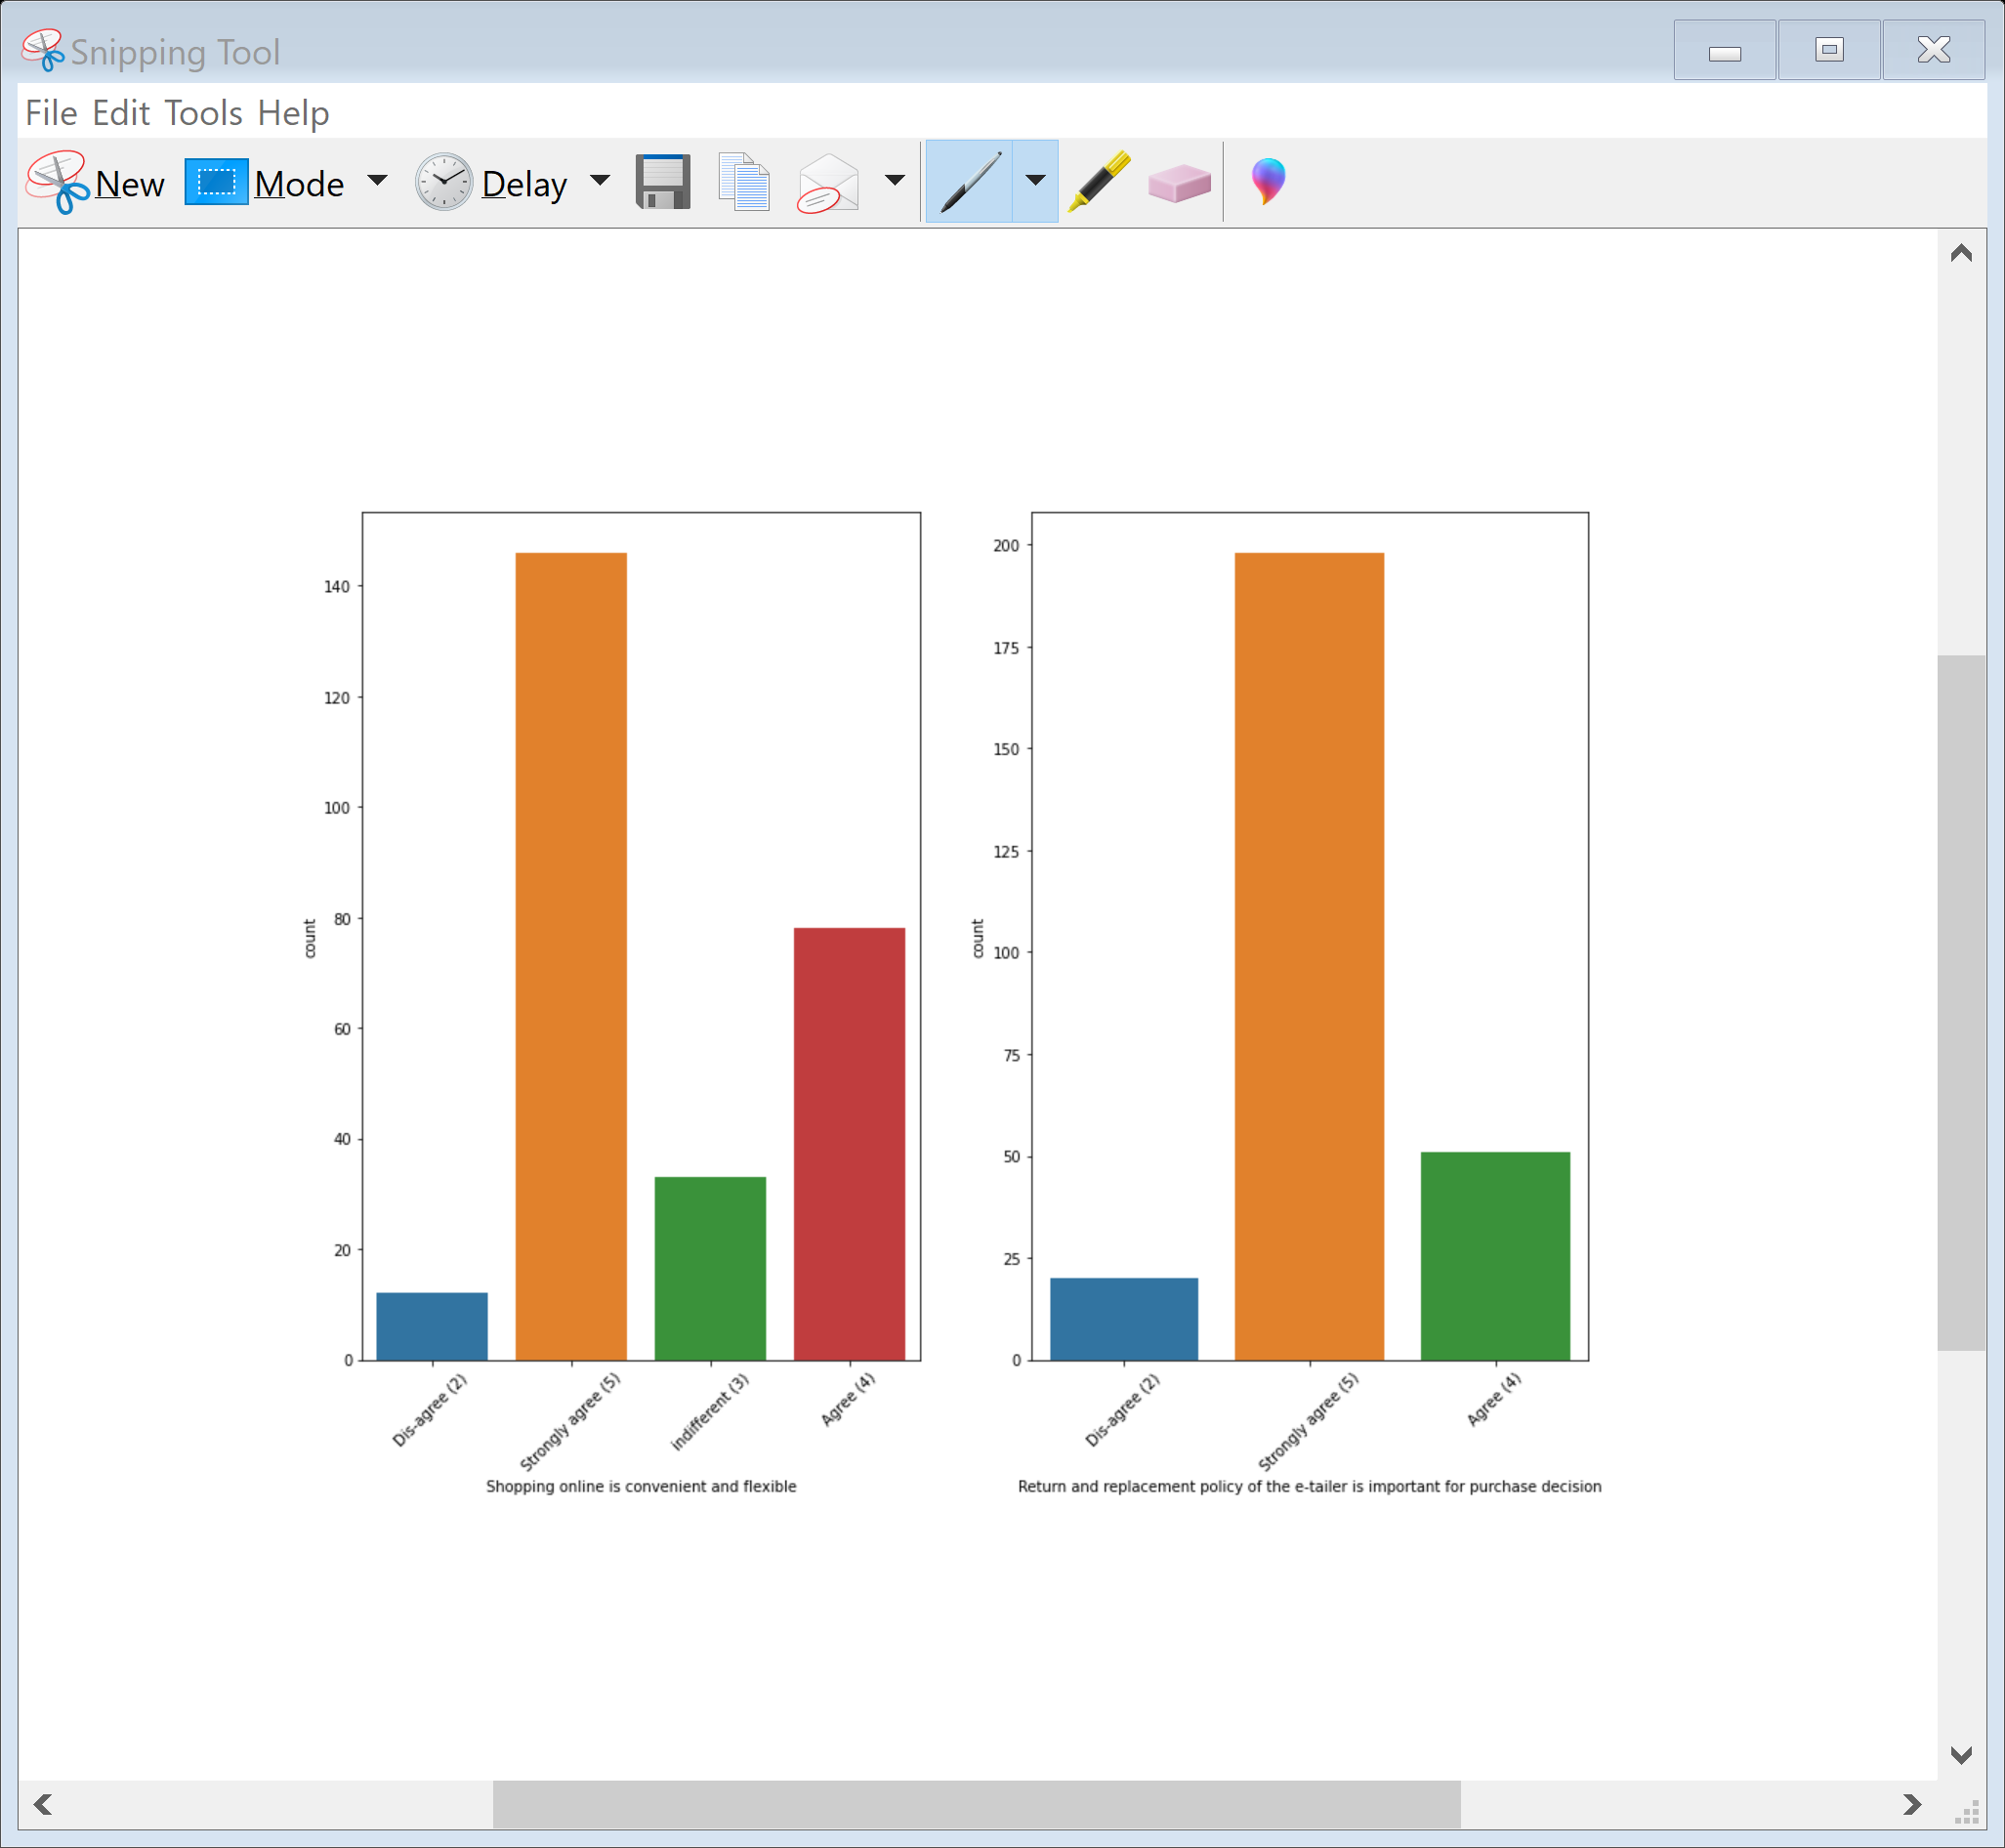 Snipping Tool
File Edit Tools Help
New Mode Delay
140
120
100
80
60
40
20
0
count
Dis-agree (2)
Strongly agree (5)
indifferent (3)
Agree (4)
Shopping online is convenient and flexible
200
175
150
125
100
75
50
25
0
count
Dis-agree (2)
Strongly agree (5)
Agree (4)
Return and replacement policy of the e-tailer is important for purchase decision